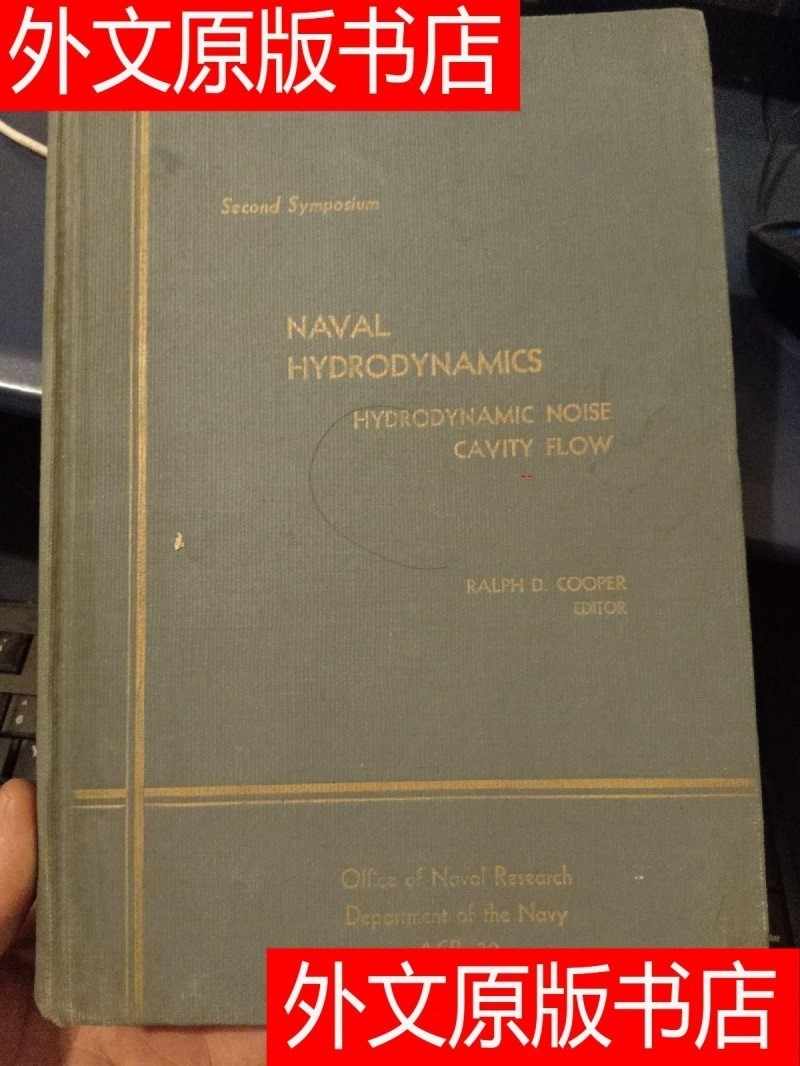 外文原版书店
Second Symposium
NAVAL
HYDRODYNAMICS
HYDRODYNAMIC NOISE
CAVITY FLOW
RALPH D. COOPER
EDITOR
Office of Naval Research
Department of the Navy
外文原版书店